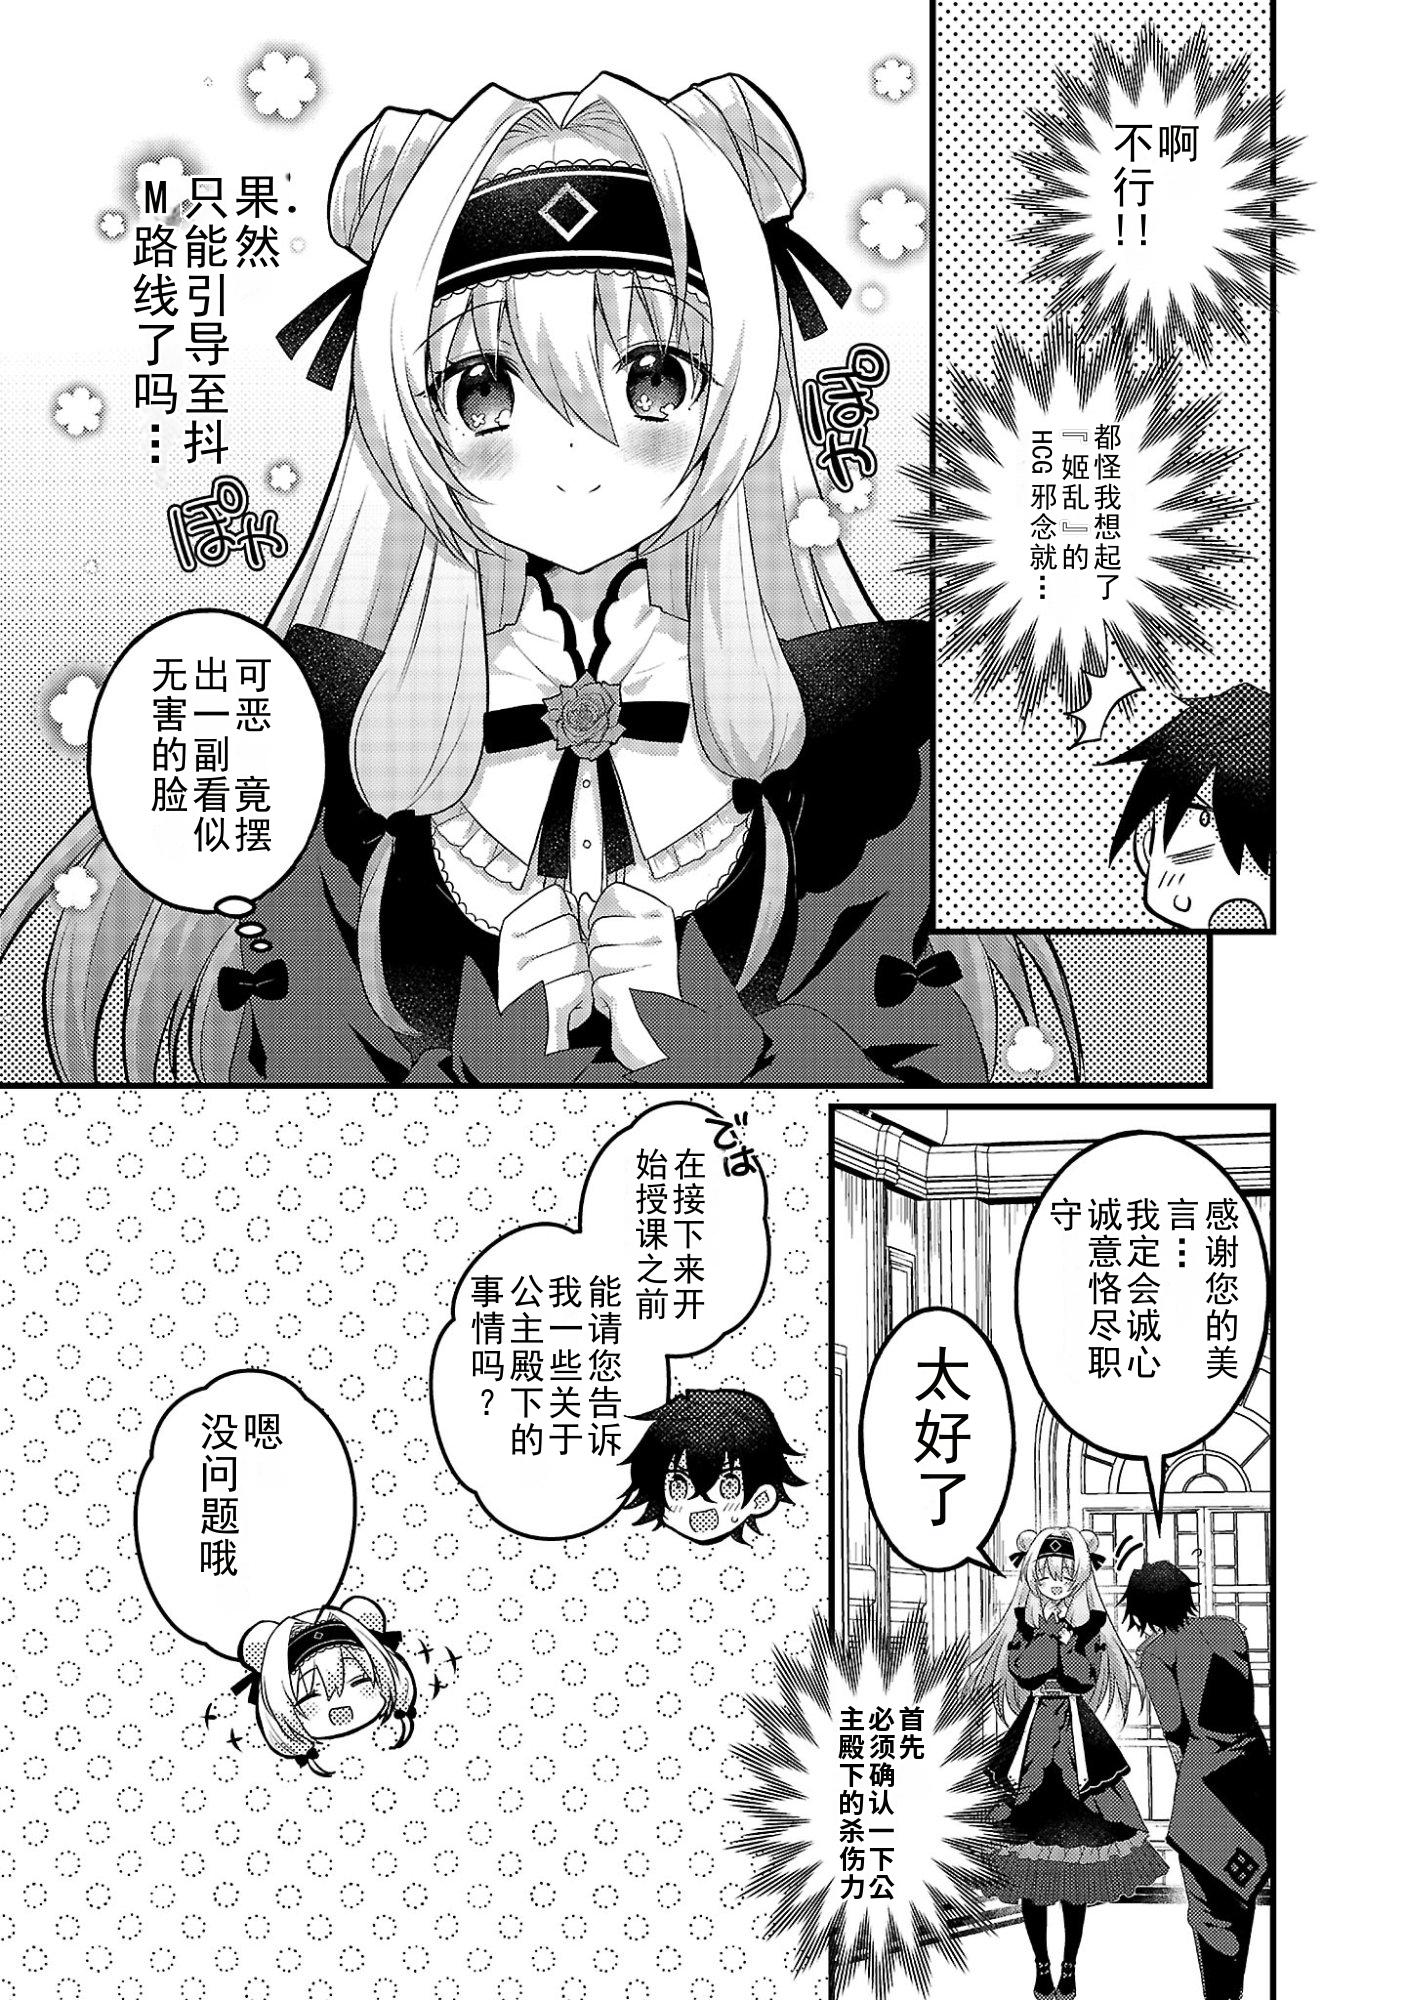 啊
不行!!
都怪我想起了
『姬乱』的
HCG邪念就…
果然
只能引导至抖
M路线了吗…
ぽや
ぽや
可恶 竟摆
出一副看似
无害的脸
感谢您的美
言…
我定会诚心
诚意恪尽职
守
太好了
首先
必须确认一下公
主殿下的杀伤力
では
在接下来开
始授课之前
能请您告诉
我一些关于
公主殿下的
事情吗？
嗯
没问题哦